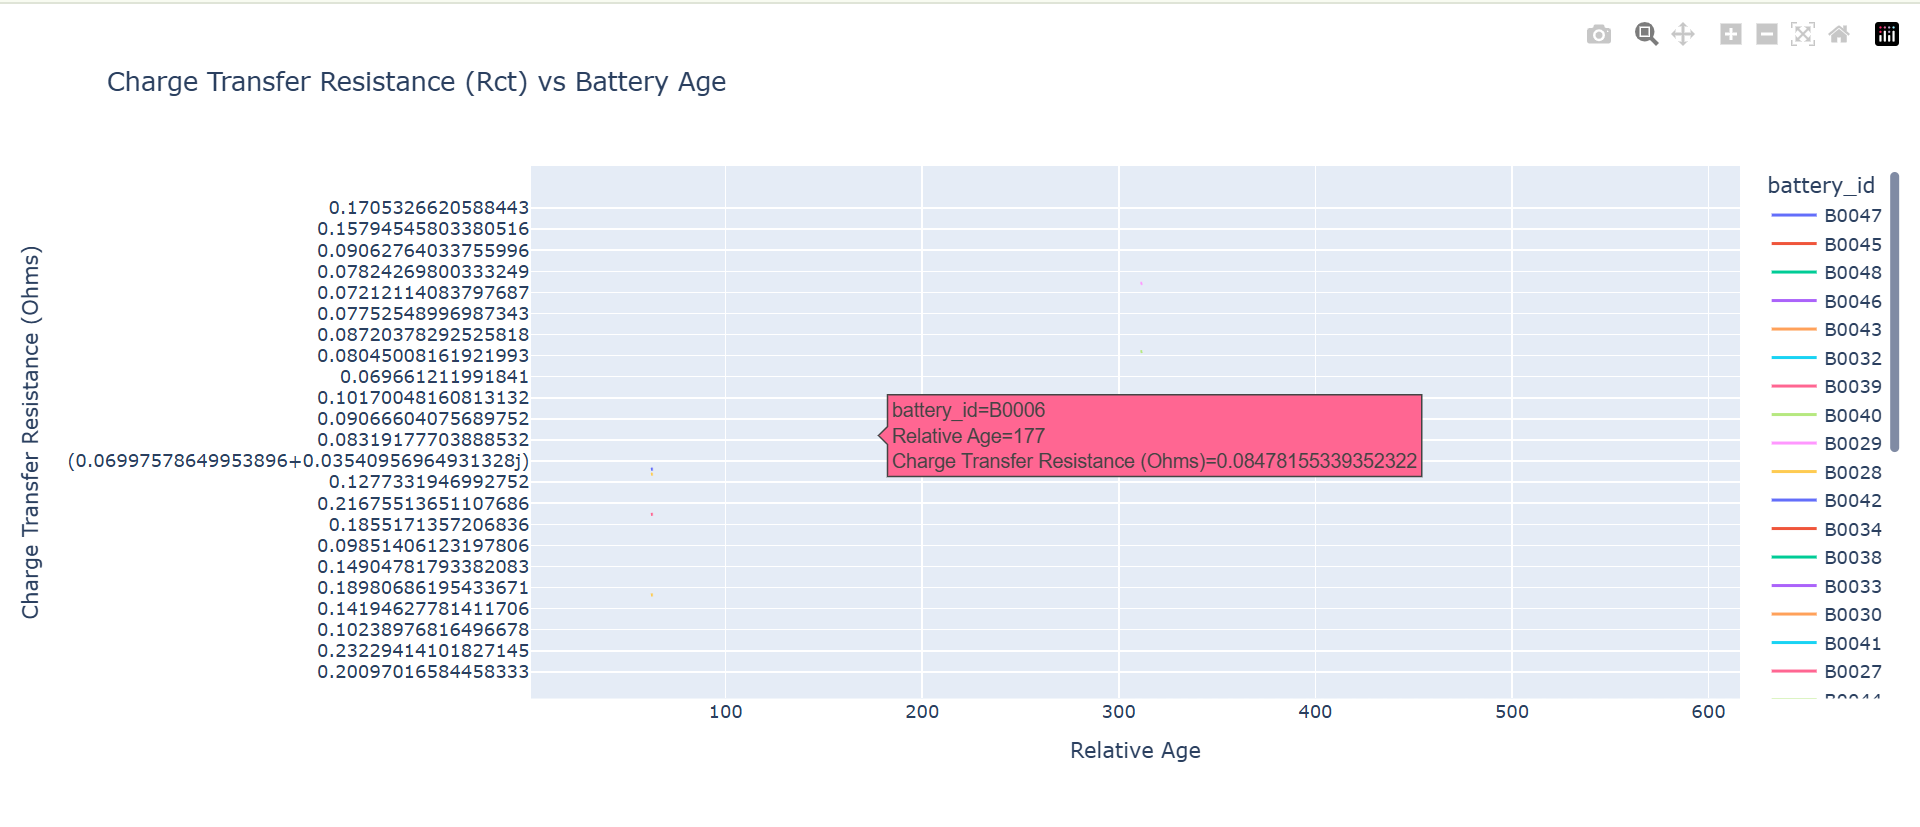 Charge Transfer Resistance (Rct) vs Battery Age
Charge Transfer Resistance (Ohms)
0.1705326620588443
0.15794545803380516
0.09062764033755996
0.07824269800333249
0.07212114083797687
0.07752548996987343
0.08720378292525818
0.08045008161921993
0.069661211991841
0.10170048160813132
0.09066604075689752
0.08319177703888532
(0.06997578649953896+0.03540956964931328j)
0.1277331946992752
0.21675513651107686
0.1855171357206836
0.09851406123197806
0.14904781793382083
0.18980686195433671
0.14194627781411706
0.10238976816496678
0.23229414101827145
0.20097016584458333
battery_id=B0006
Relative Age=177
Charge Transfer Resistance (Ohms)=0.08478155339352322
100 200 300 400 500 600
Relative Age
battery_id
B0047
B0045
B0048
B0046
B0043
B0032
B0039
B0040
B0029
B0028
B0042
B0034
B0038
B0033
B0030
B0041
B0027